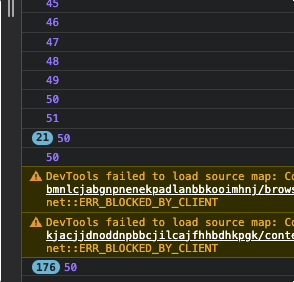 45
46
47
48
49
50
51
21 50
50
DevTools failed to load source map: Co
bmnlcjabgnpnenekpadlanbbkooimhnj/brows
net::ERR_BLOCKED_BY_CLIENT
DevTools failed to load source map: Co
kjacjjdnoddnpbbcjilcajfhhbdhkpgk/conte
net::ERR_BLOCKED_BY_CLIENT
176 50